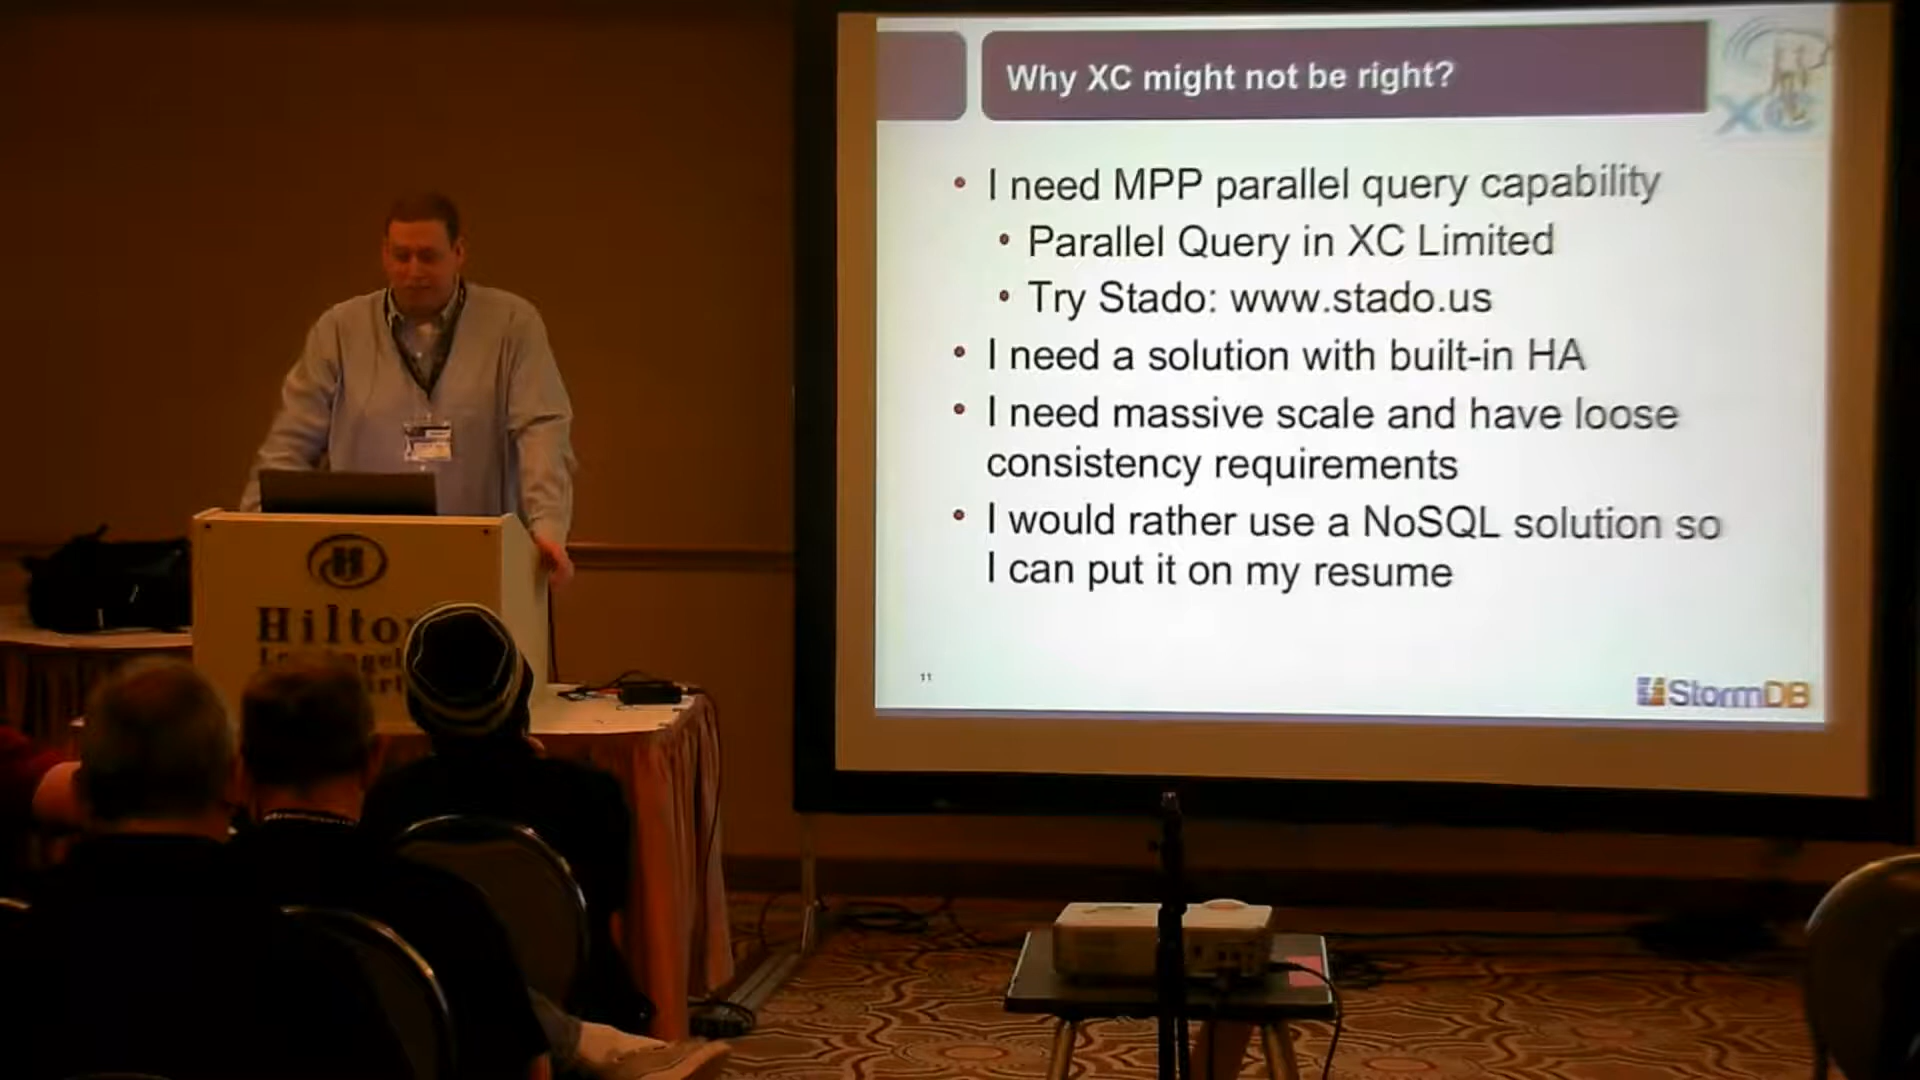 Why XC might not be right?
XC
• I need MPP parallel query capability
• Parallel Query in XC Limited
• Try Stado: www.stado.us
• I need a solution with built-in HA
• I need massive scale and have loose
consistency requirements
• I would rather use a NoSQL solution so
I can put it on my resume
11
StormDB
H
Hilto